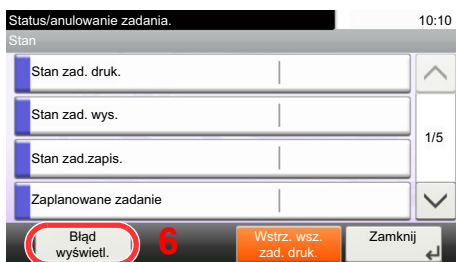 Status/anulowanie zadania. 10:10
Stan
Stan zad. druk.
Stan zad. wys.
1/5
Stan zad.zapis.
Zaplanowane zadanie
Błąd
wyświetl.
6
Wstrz. wsz.
zad. druk.
Zamknij